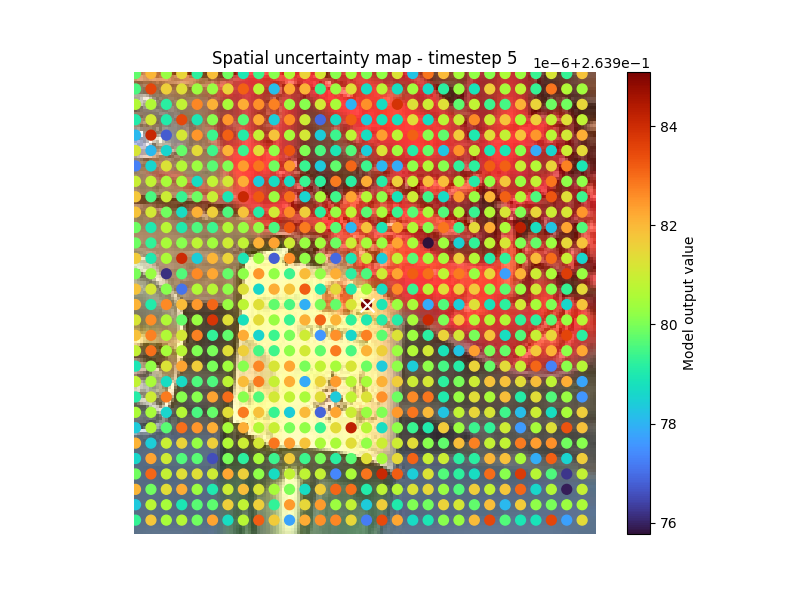 Spatial uncertainty map - timestep 5
1e-6+2.639e-1
84
82
80
78
76
Model output value